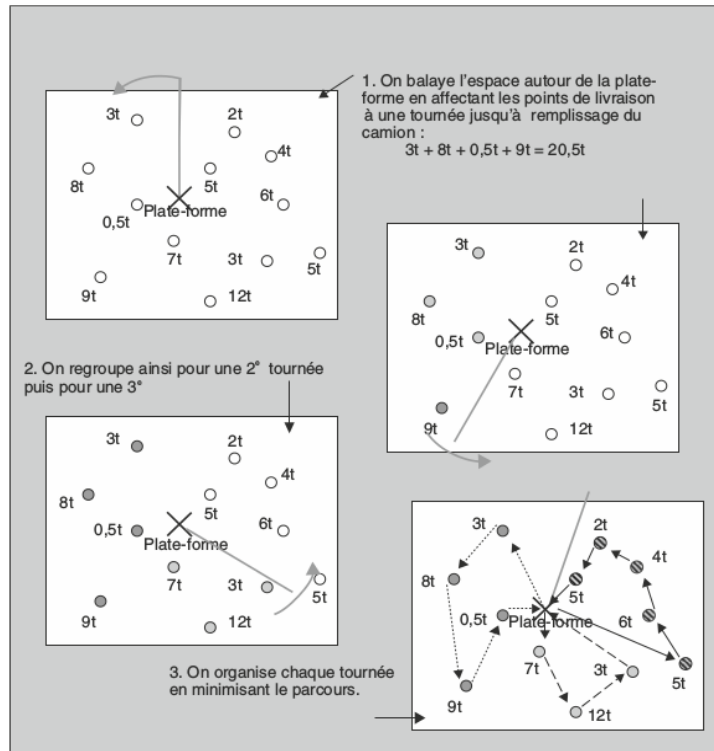 1. On balaye l'espace autour de la plate-
forme en affectant les points de livraison
à une tournée jusqu'à remplissage du
camion :
3t + 8t + 0,5t + 9t = 20,5t
3t
2t
4t
8t
5t
6t
0,5t
Plate-forme
7t
3t
5t
9t
12t
3t
2t
4t
8t
5t
6t
0,5t
Plate-forme
7t
3t
5t
9t
12t
2. On regroupe ainsi pour une 2° tournée
puis pour une 3°
3t
2t
4t
8t
5t
6t
0,5t
Plate-forme
7t
3t
5t
9t
12t
3t
2t
4t
8t
5t
0,5t
6t
Plate-forme
7t
3t
5t
9t
12t
3. On organise chaque tournée
en minimisant le parcours.